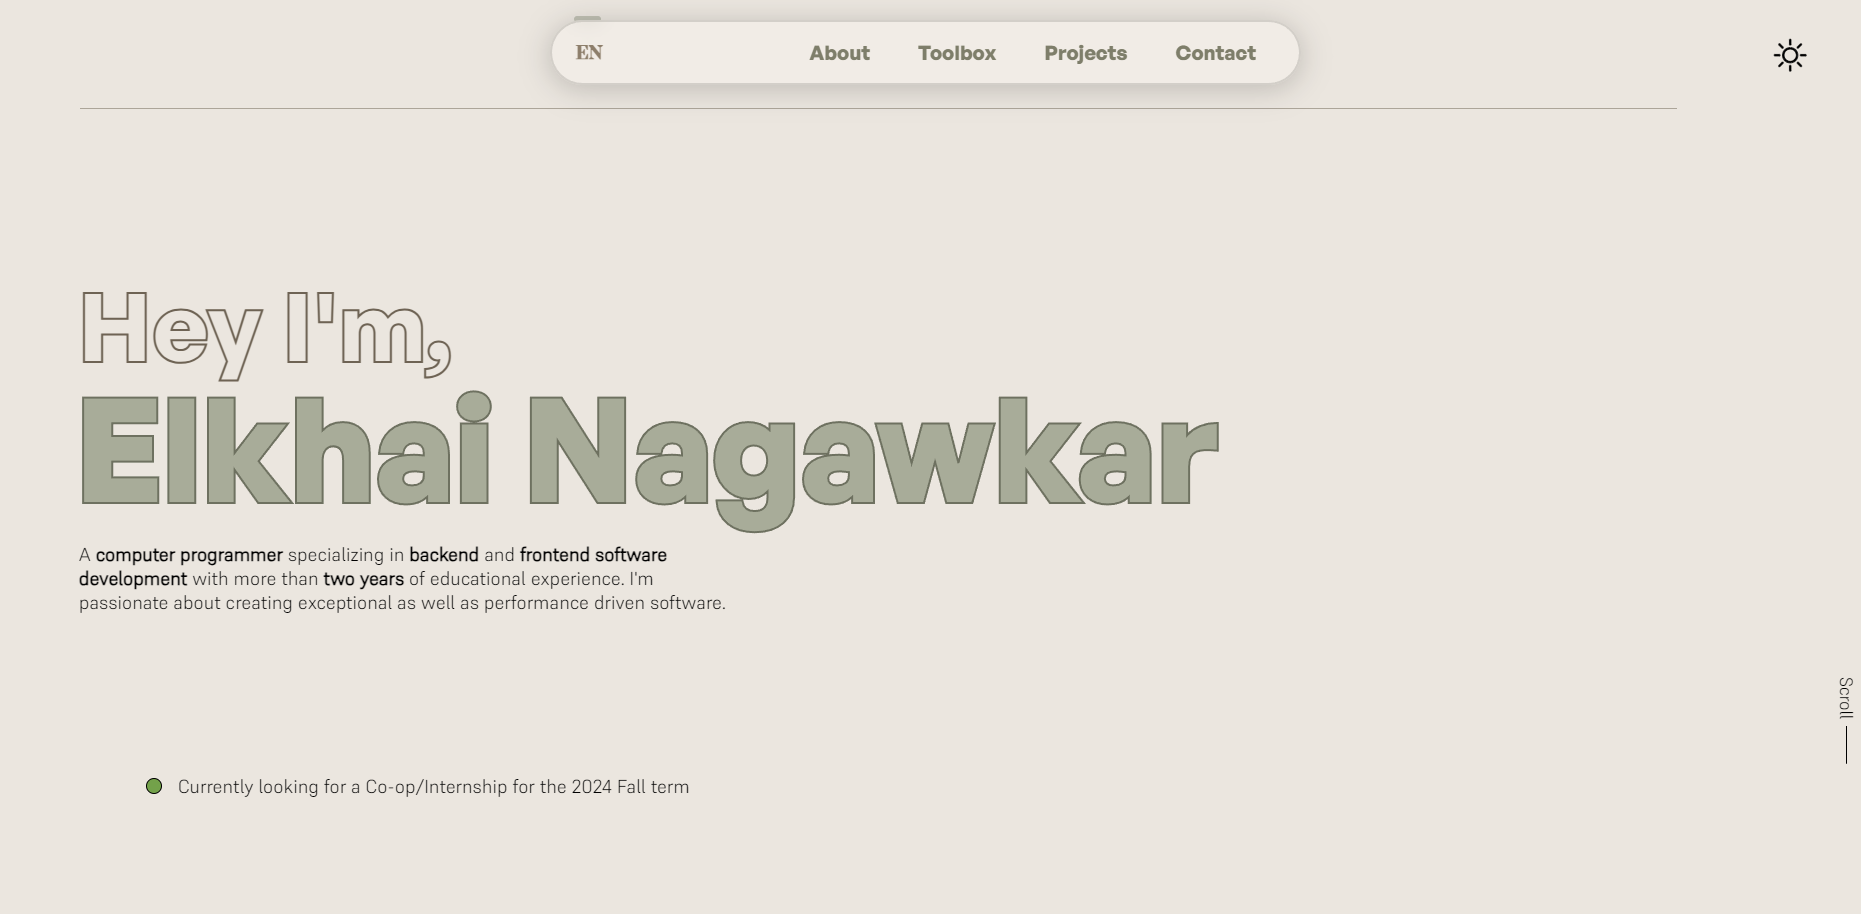 EN About Toolbox Projects Contact
Hey I'm,
Elkhai Nagawkar
A computer programmer specializing in backend and frontend software
development with more than two years of educational experience. I'm
passionate about creating exceptional as well as performance driven software.
Scroll
Currently looking for a Co-op/Internship for the 2024 Fall term